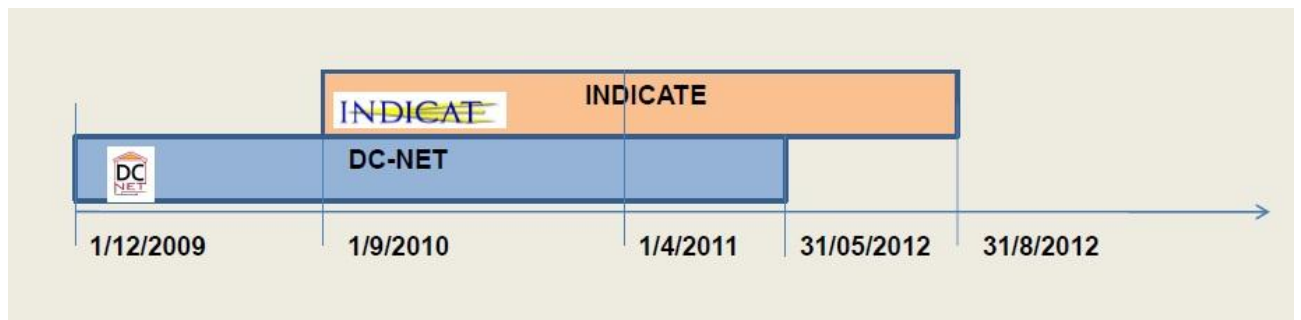 INDICATE
INDICAT
DC-NET
DC
NET
1/12/2009 1/9/2010 1/4/2011 31/05/2012 31/8/2012